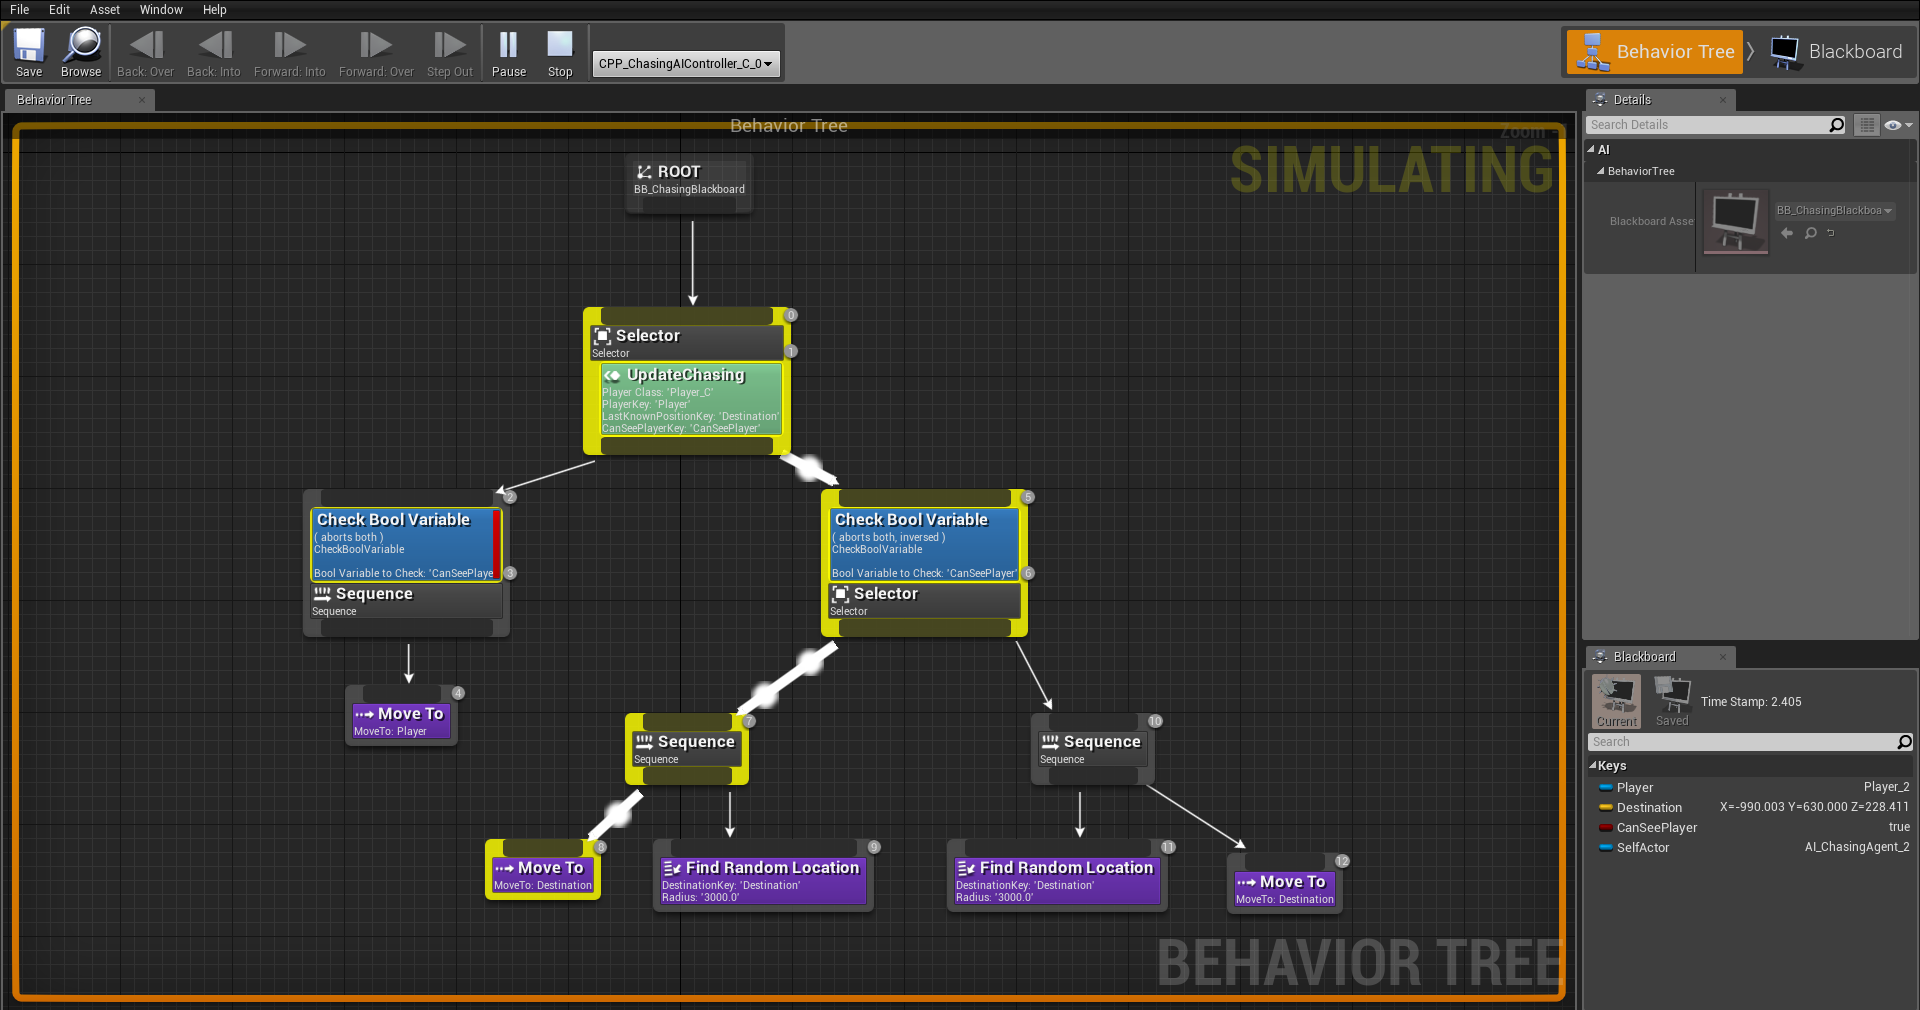 File Edit Asset Window Help
Save Browse Back: Over Back: Into Forward: Into Forward: Over Step Out Pause Stop CPP_ChasingAIController_C_0
Behavior Tree Blackboard
Behavior Tree
Behavior Tree
Zoom
SIMULATING
ROOT
BB_ChasingBlackboard
0
Selector
Selector
1
UpdateChasing
Player Class: 'Player_C'
PlayerKey: 'Player'
LastKnownPositionKey: 'Destination'
CanSeePlayerKey: 'CanSeePlayer'
2
Check Bool Variable
( aborts both )
CheckBoolVariable
Bool Variable to Check: 'CanSeePlaye
3
Sequence
Sequence
5
Check Bool Variable
( aborts both, inversed )
CheckBoolVariable
Bool Variable to Check: 'CanSeePlayer'
6
Selector
Selector
4
Move To
MoveTo: Player
7
Sequence
Sequence
10
Sequence
Sequence
8
Move To
MoveTo: Destination
9
Find Random Location
DestinationKey: 'Destination'
Radius: '3000.0'
11
Find Random Location
DestinationKey: 'Destination'
Radius: '3000.0'
12
Move To
MoveTo: Destination
BEHAVIOR TREE
Details
Search Details
AI
BehaviorTree
Blackboard Asse
BB_ChasingBlackboa
Blackboard
Current Saved Time Stamp: 2.405
Search
Keys
Player Player_2
Destination X=-990.003 Y=630.000 Z=228.411
CanSeePlayer true
SelfActor AI_ChasingAgent_2